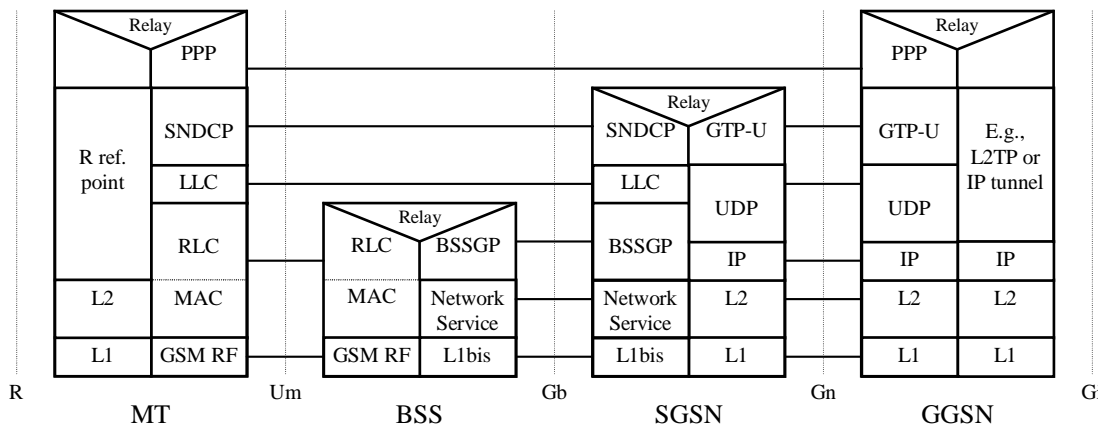 Relay
Relay
PPP
PPP
Relay
SNDCP
SNDCP
GTP-U
GTP-U
E.g.,
L2TP or
IP tunnel
R ref.
point
LLC
LLC
UDP
UDP
Relay
RLC
RLC
BSSGP
BSSGP
IP
IP
IP
L2
MAC
MAC
Network
Service
Network
Service
L2
L2
L2
L1
GSM RF
GSM RF
L1bis
L1bis
L1
L1
L1
R
Um
Gb
Gn
MT
BSS
SGSN
GGSN